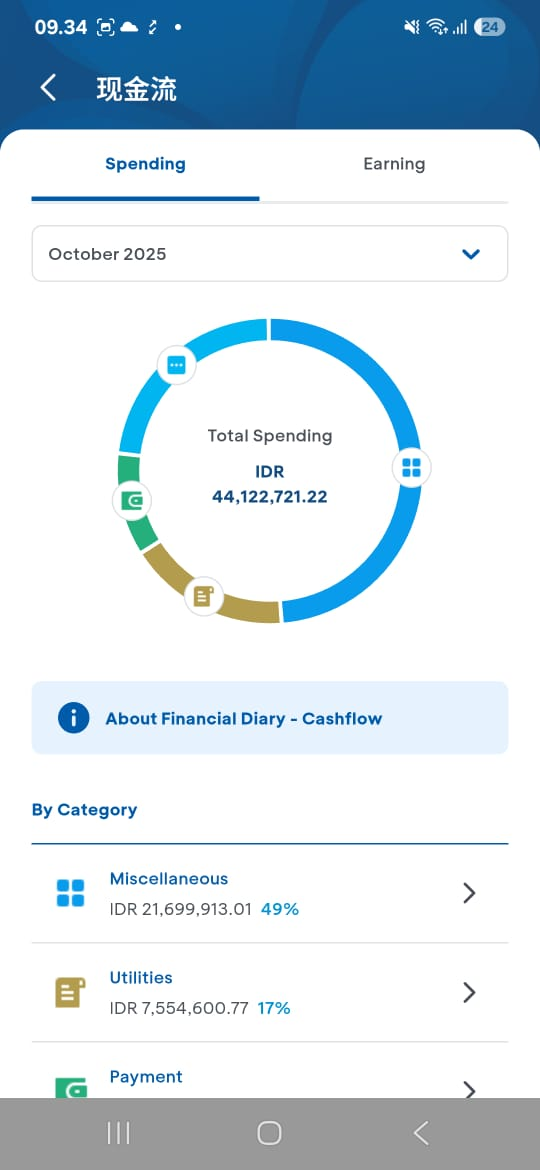 09.34
24
现金流
Spending
Earning
October 2025
Total Spending
IDR
44,122,721.22
About Financial Diary - Cashflow
By Category
Miscellaneous
IDR 21,699,913.01 49%
Utilities
IDR 7,554,600.77 17%
Payment